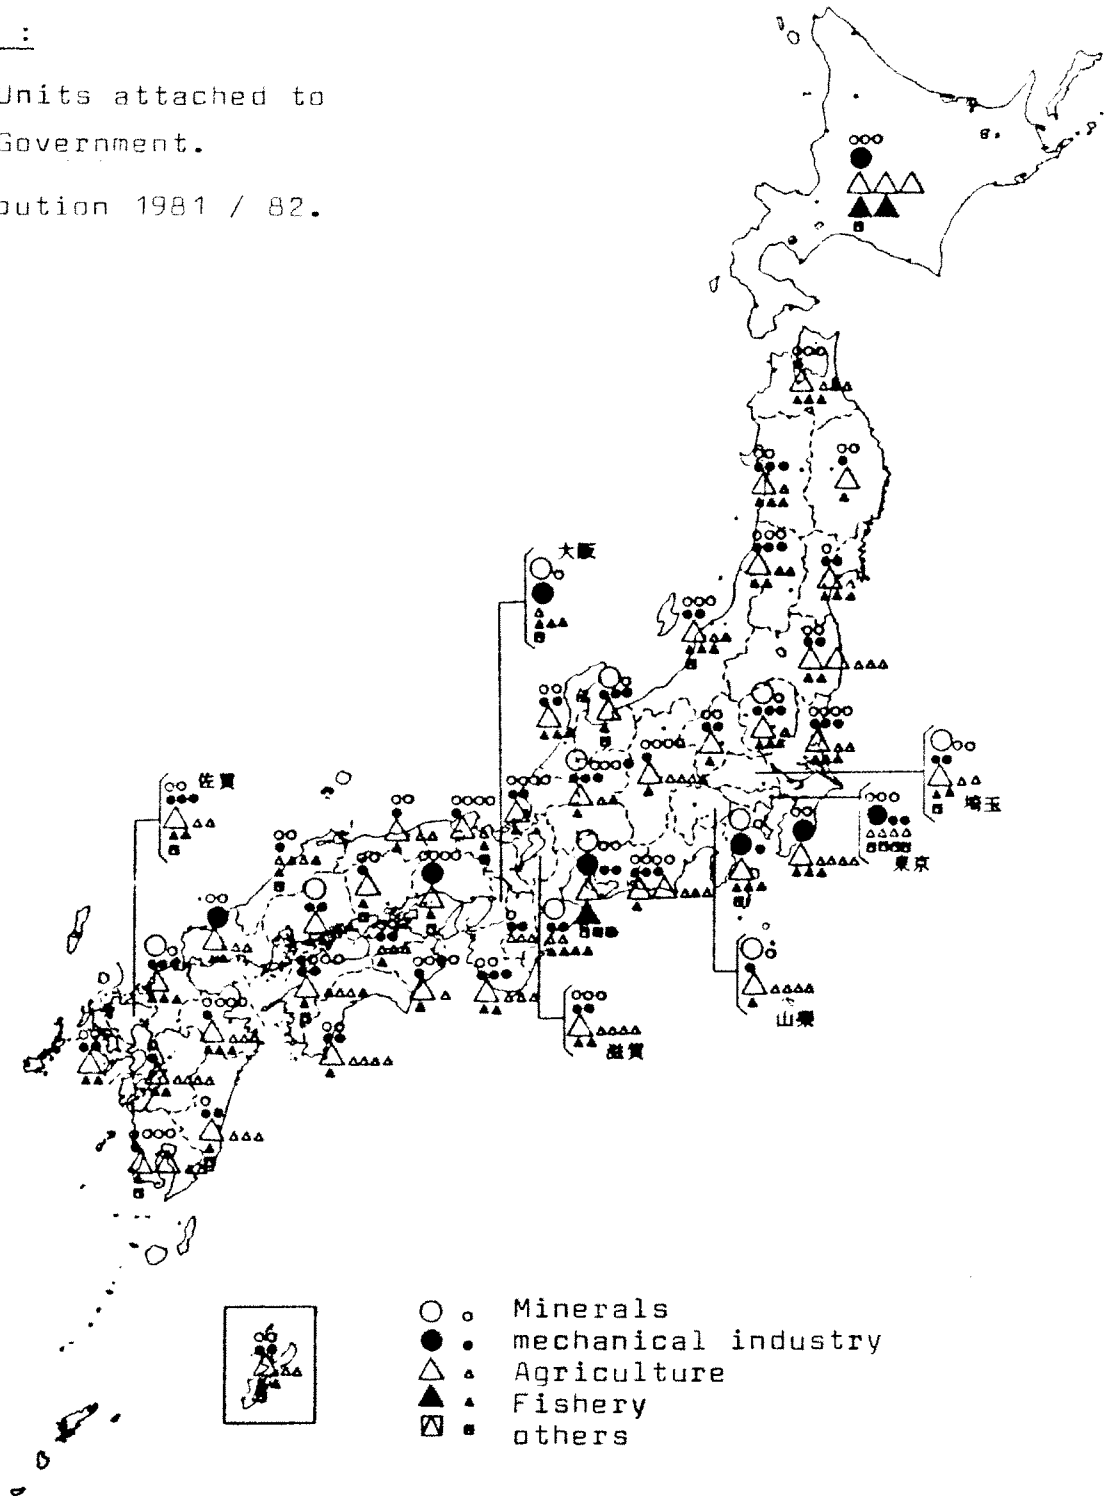 :
Units attached to
Government.
bution 1981 / 82.
大阪
佐賀
埼玉
東京
山梨
滋賀
Minerals
mechanical industry
Agriculture
Fishery
others